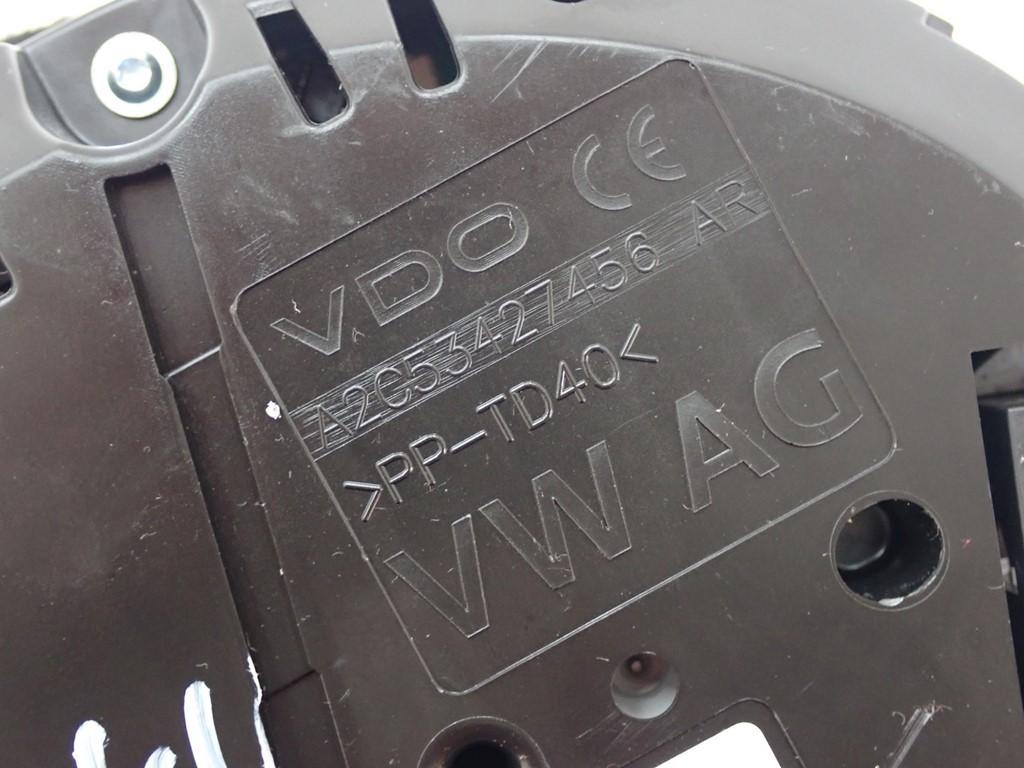 VDO CE
A2C53427456 AR
>PP-TD40<
VW AG